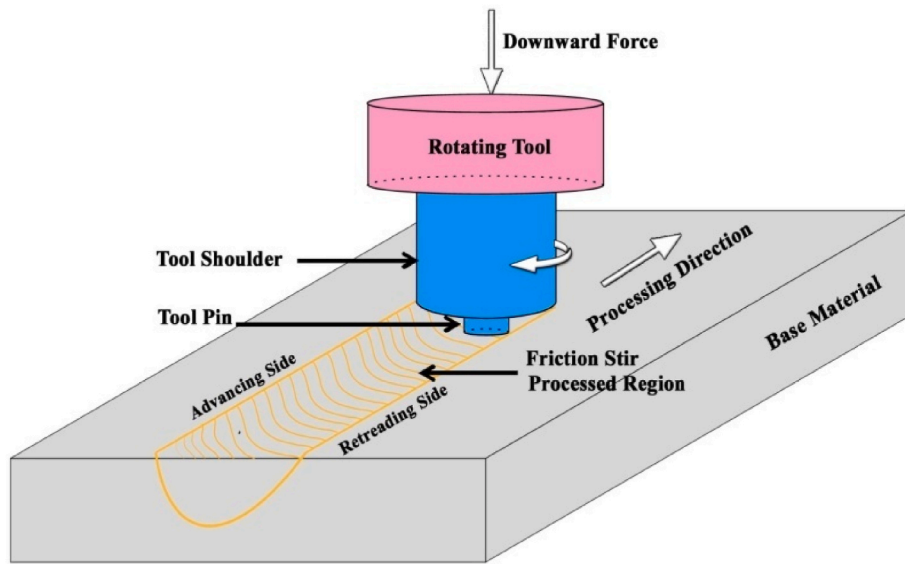 Downward Force
Rotating Tool
Tool Shoulder
Tool Pin
Processing Direction
Base Material
Advancing Side
Friction Stir
Processed Region
Retreading Side